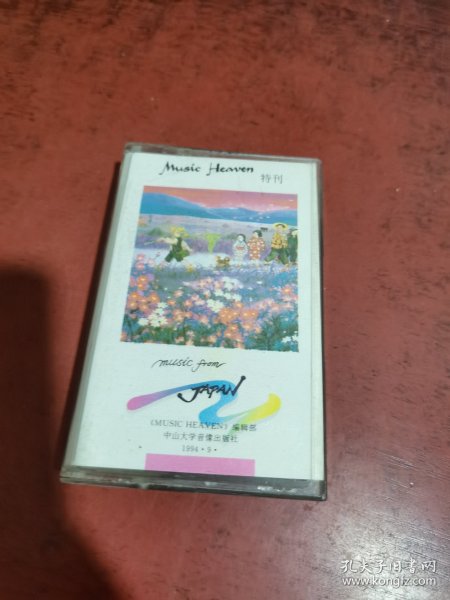 Music Heaven 特刊
music from
JAPAN
《MUSIC HEAVEN》编辑部
中山大学音像出版社
1994·9·
孔夫子旧书网
www.kongfz.com